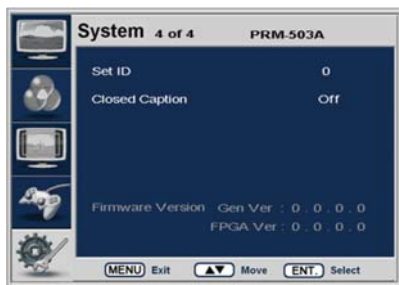 System 4 of 4 PRM-503A
Set ID 0
Closed Caption Off
Firmware Version Gen Ver : 0 . 0 . 0 . 0
FPGA Ver : 0 . 0 . 0 . 0
MENU Exit ▲▼ Move ENT. Select